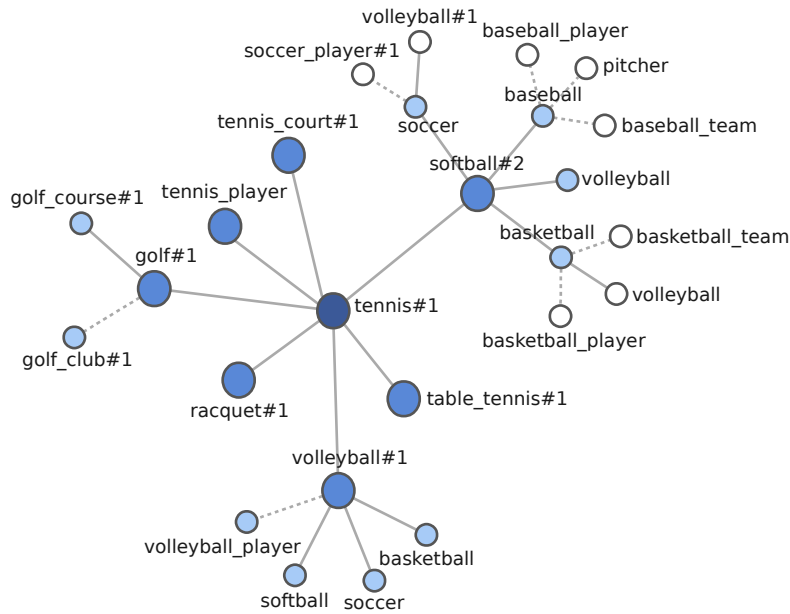 volleyball#1
soccer_player#1
baseball_player
pitcher
baseball
soccer
baseball_team
tennis_court#1
softball#2
volleyball
tennis_player
golf_course#1
basketball
basketball_team
golf#1
volleyball
tennis#1
basketball_player
golf_club#1
racquet#1
table_tennis#1
volleyball#1
volleyball_player
basketball
softball
soccer